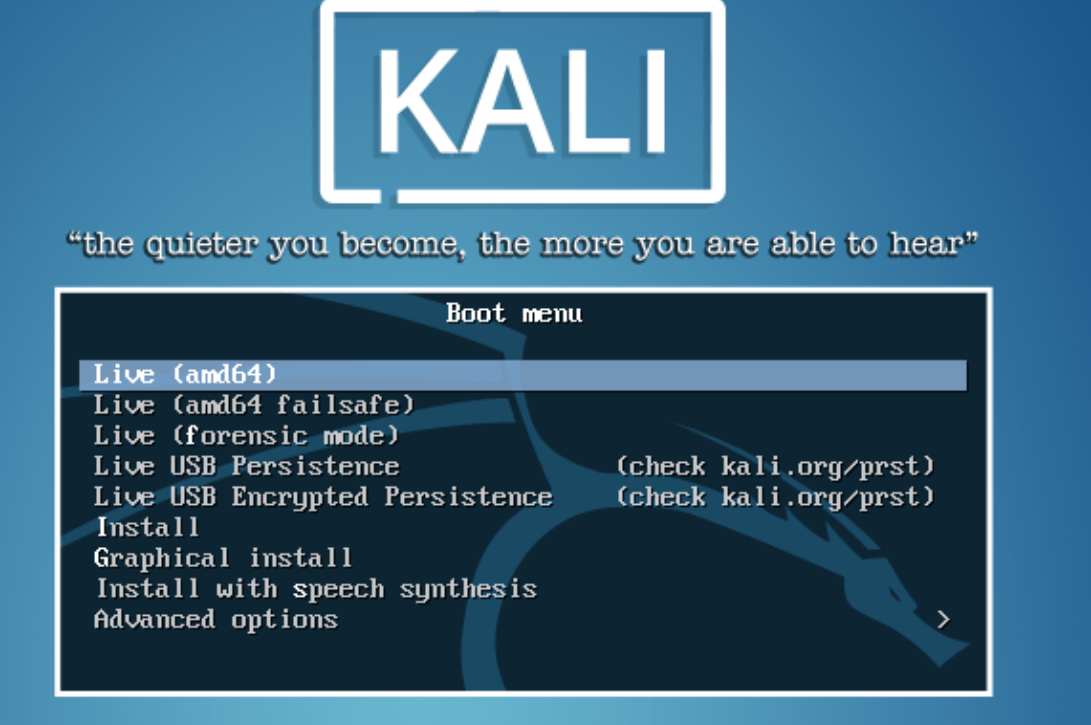 KALI
“the quieter you become, the more you are able to hear”
Boot menu
Live (amd64)
Live (amd64 failsafe)
Live (forensic mode)
Live USB Persistence (check kali.org/prst)
Live USB Encrypted Persistence (check kali.org/prst)
Install
Graphical install
Install with speech synthesis
Advanced options >